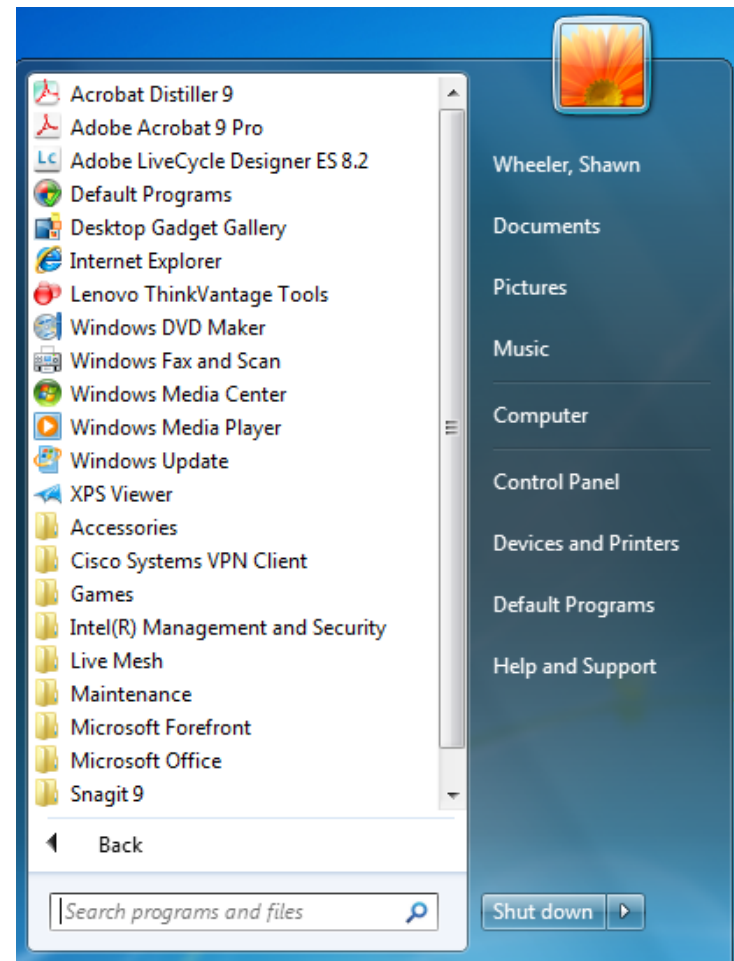 Acrobat Distiller 9
Adobe Acrobat 9 Pro
LC Adobe LiveCycle Designer ES 8.2
Default Programs
Desktop Gadget Gallery
Internet Explorer
Lenovo ThinkVantage Tools
Windows DVD Maker
Windows Fax and Scan
Windows Media Center
Windows Media Player
Windows Update
XPS Viewer
Accessories
Cisco Systems VPN Client
Games
Intel(R) Management and Security
Live Mesh
Maintenance
Microsoft Forefront
Microsoft Office
Snagit 9
Back
Search programs and files
Wheeler, Shawn
Documents
Pictures
Music
Computer
Control Panel
Devices and Printers
Default Programs
Help and Support
Shut down